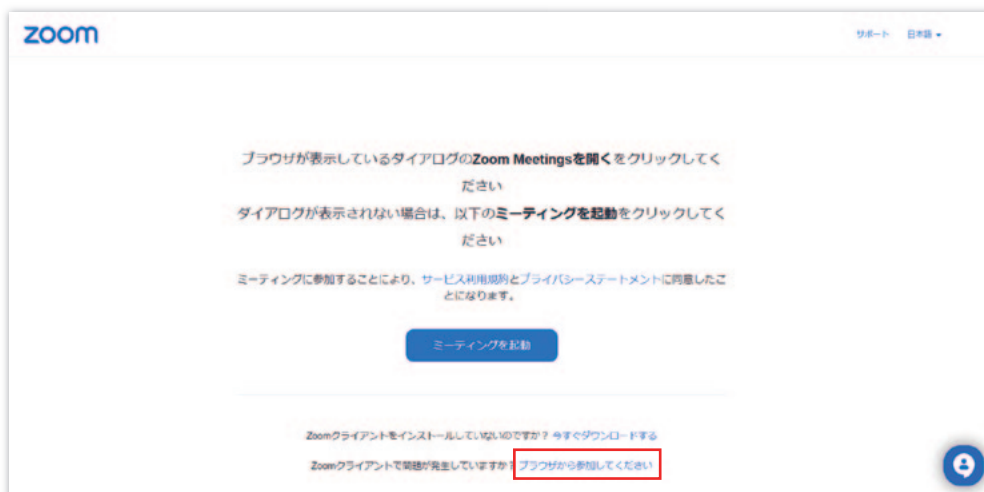 zoom
サポート 日本語
ブラウザが表示しているダイアログのZoom Meetingsを開くをクリックしてく
ださい
ダイアログが表示されない場合は、以下のミーティングを起動をクリックしてく
ださい
ミーティングに参加することにより、サービス利用規約とプライバシーステートメントに同意したこ
とになります。
ミーティングを起動
Zoomクライアントをインストールしていないのですか？今すぐダウンロードする
Zoomクライアントで問題が発生していますか？ブラウザから参加してください